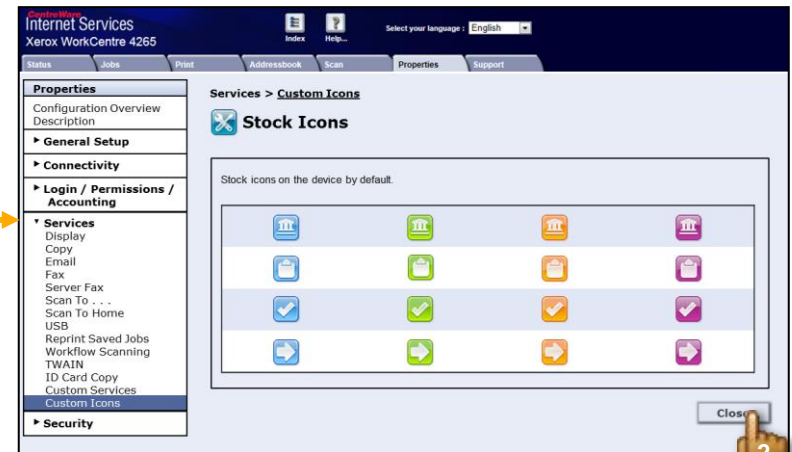 CentreWare
Internet Services
Xerox WorkCentre 4265
Index
Help...
Select your language : English
Status
Jobs
Print
Addressbook
Scan
Properties
Support
Properties
Configuration Overview
Description
General Setup
Connectivity
Login / Permissions /
Accounting
Services
Display
Copy
Email
Fax
Server Fax
Scan To . . .
Scan To Home
USB
Reprint Saved Jobs
Workflow Scanning
TWAIN
ID Card Copy
Custom Services
Custom Icons
Security
Services > Custom Icons
Stock Icons
Stock icons on the device by default.
Close